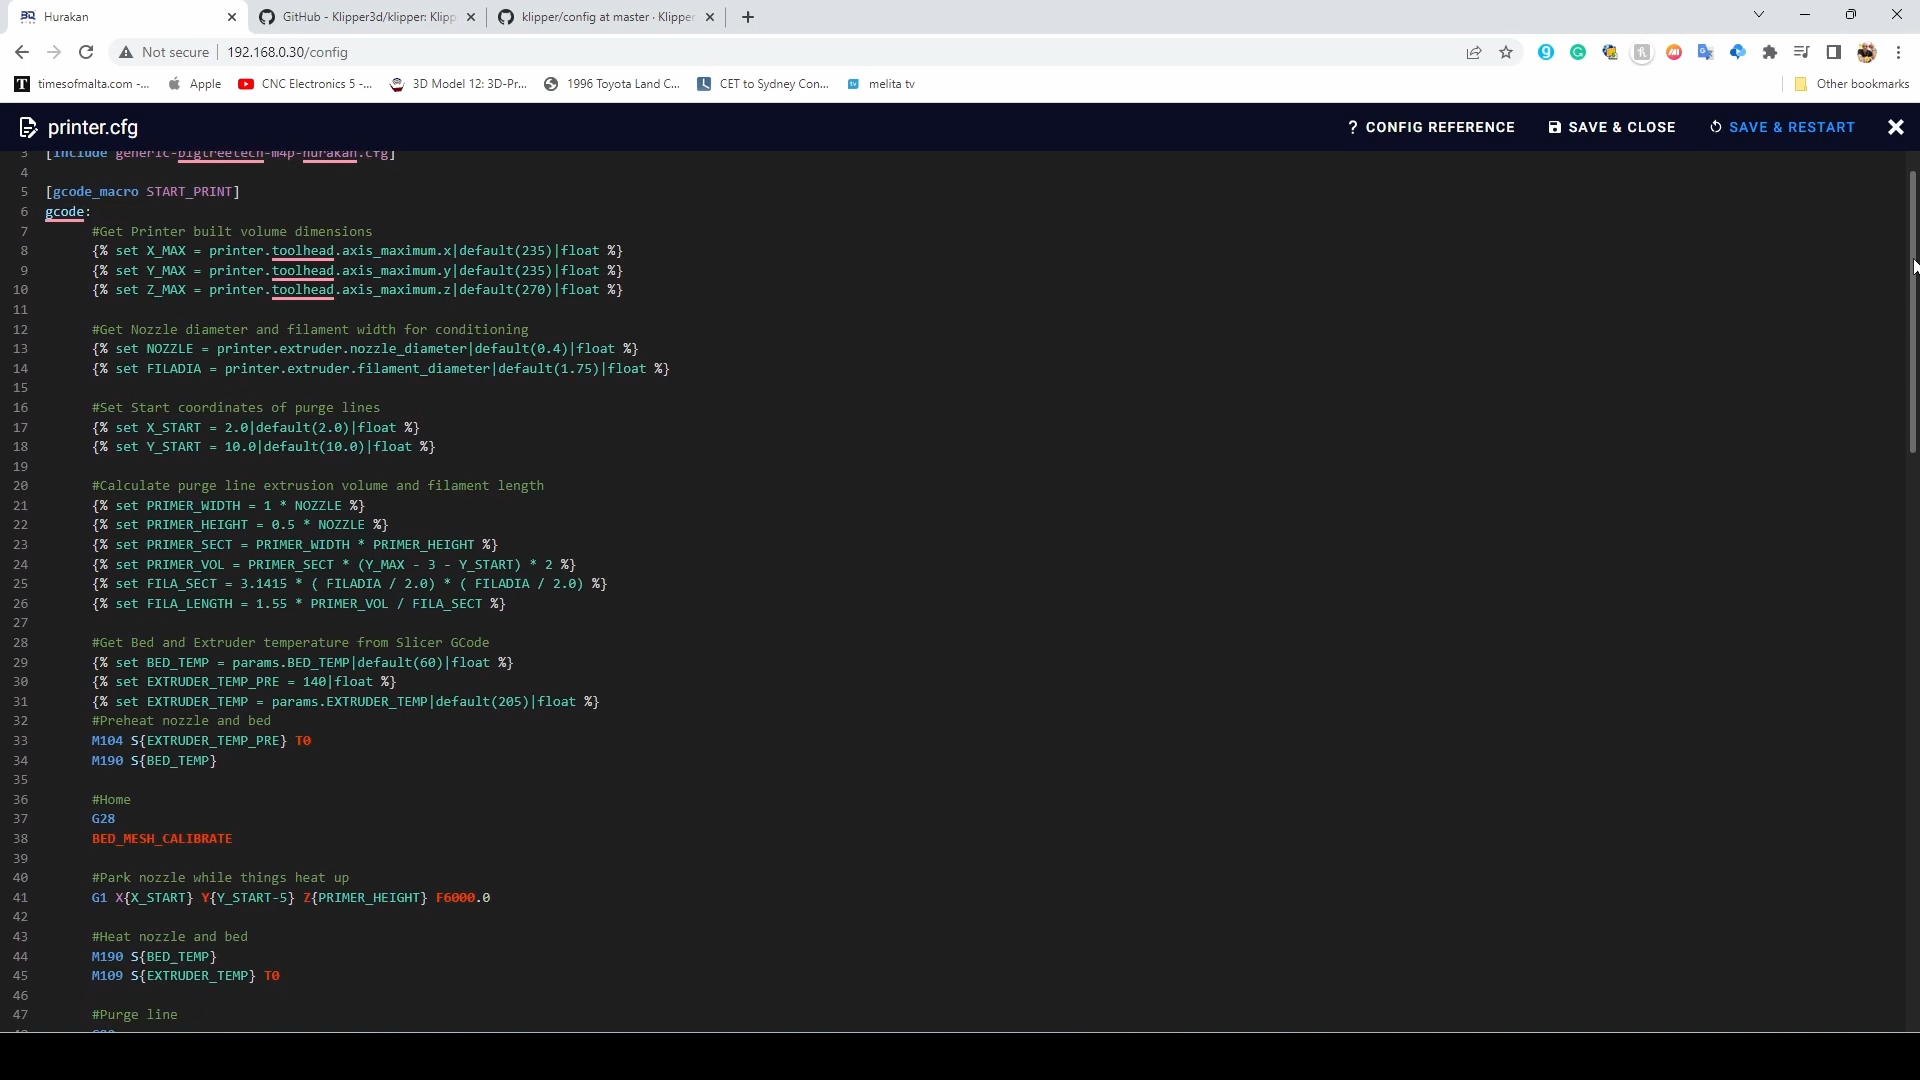 Hurakan
GitHub - Klipper3d/klipper: Klipp
klipper/config at master · Klipper
Not secure
192.168.0.30/config
timesofmalta.com -...
Apple
CNC Electronics 5 -...
3D Model 12: 3D-Pr...
1996 Toyota Land C...
CET to Sydney Con...
melita tv
Other bookmarks
printer.cfg
? CONFIG REFERENCE
SAVE & CLOSE
SAVE & RESTART
3 [include generic-bigtreetech-m4p-hurakan.cfg]
4
5 [gcode_macro START_PRINT]
6 gcode:
7 #Get Printer built volume dimensions
8 {% set X_MAX = printer.toolhead.axis_maximum.x|default(235)|float %}
9 {% set Y_MAX = printer.toolhead.axis_maximum.y|default(235)|float %}
10 {% set Z_MAX = printer.toolhead.axis_maximum.z|default(270)|float %}
11
12 #Get Nozzle diameter and filament width for conditioning
13 {% set NOZZLE = printer.extruder.nozzle_diameter|default(0.4)|float %}
14 {% set FILADIA = printer.extruder.filament_diameter|default(1.75)|float %}
15
16 #Set Start coordinates of purge lines
17 {% set X_START = 2.0|default(2.0)|float %}
18 {% set Y_START = 10.0|default(10.0)|float %}
19
20 #Calculate purge line extrusion volume and filament length
21 {% set PRIMER_WIDTH = 1 * NOZZLE %}
22 {% set PRIMER_HEIGHT = 0.5 * NOZZLE %}
23 {% set PRIMER_SECT = PRIMER_WIDTH * PRIMER_HEIGHT %}
24 {% set PRIMER_VOL = PRIMER_SECT * (Y_MAX - 3 - Y_START) * 2 %}
25 {% set FILA_SECT = 3.1415 * ( FILADIA / 2.0) * ( FILADIA / 2.0) %}
26 {% set FILA_LENGTH = 1.55 * PRIMER_VOL / FILA_SECT %}
27
28 #Get Bed and Extruder temperature from Slicer GCode
29 {% set BED_TEMP = params.BED_TEMP|default(60)|float %}
30 {% set EXTRUDER_TEMP_PRE = 140|float %}
31 {% set EXTRUDER_TEMP = params.EXTRUDER_TEMP|default(205)|float %}
32 #Preheat nozzle and bed
33 M104 S{EXTRUDER_TEMP_PRE} T0
34 M190 S{BED_TEMP}
35
36 #Home
37 G28
38 BED_MESH_CALIBRATE
39
40 #Park nozzle while things heat up
41 G1 X{X_START} Y{Y_START-5} Z{PRIMER_HEIGHT} F6000.0
42
43 #Heat nozzle and bed
44 M190 S{BED_TEMP}
45 M109 S{EXTRUDER_TEMP} T0
46
47 #Purge line